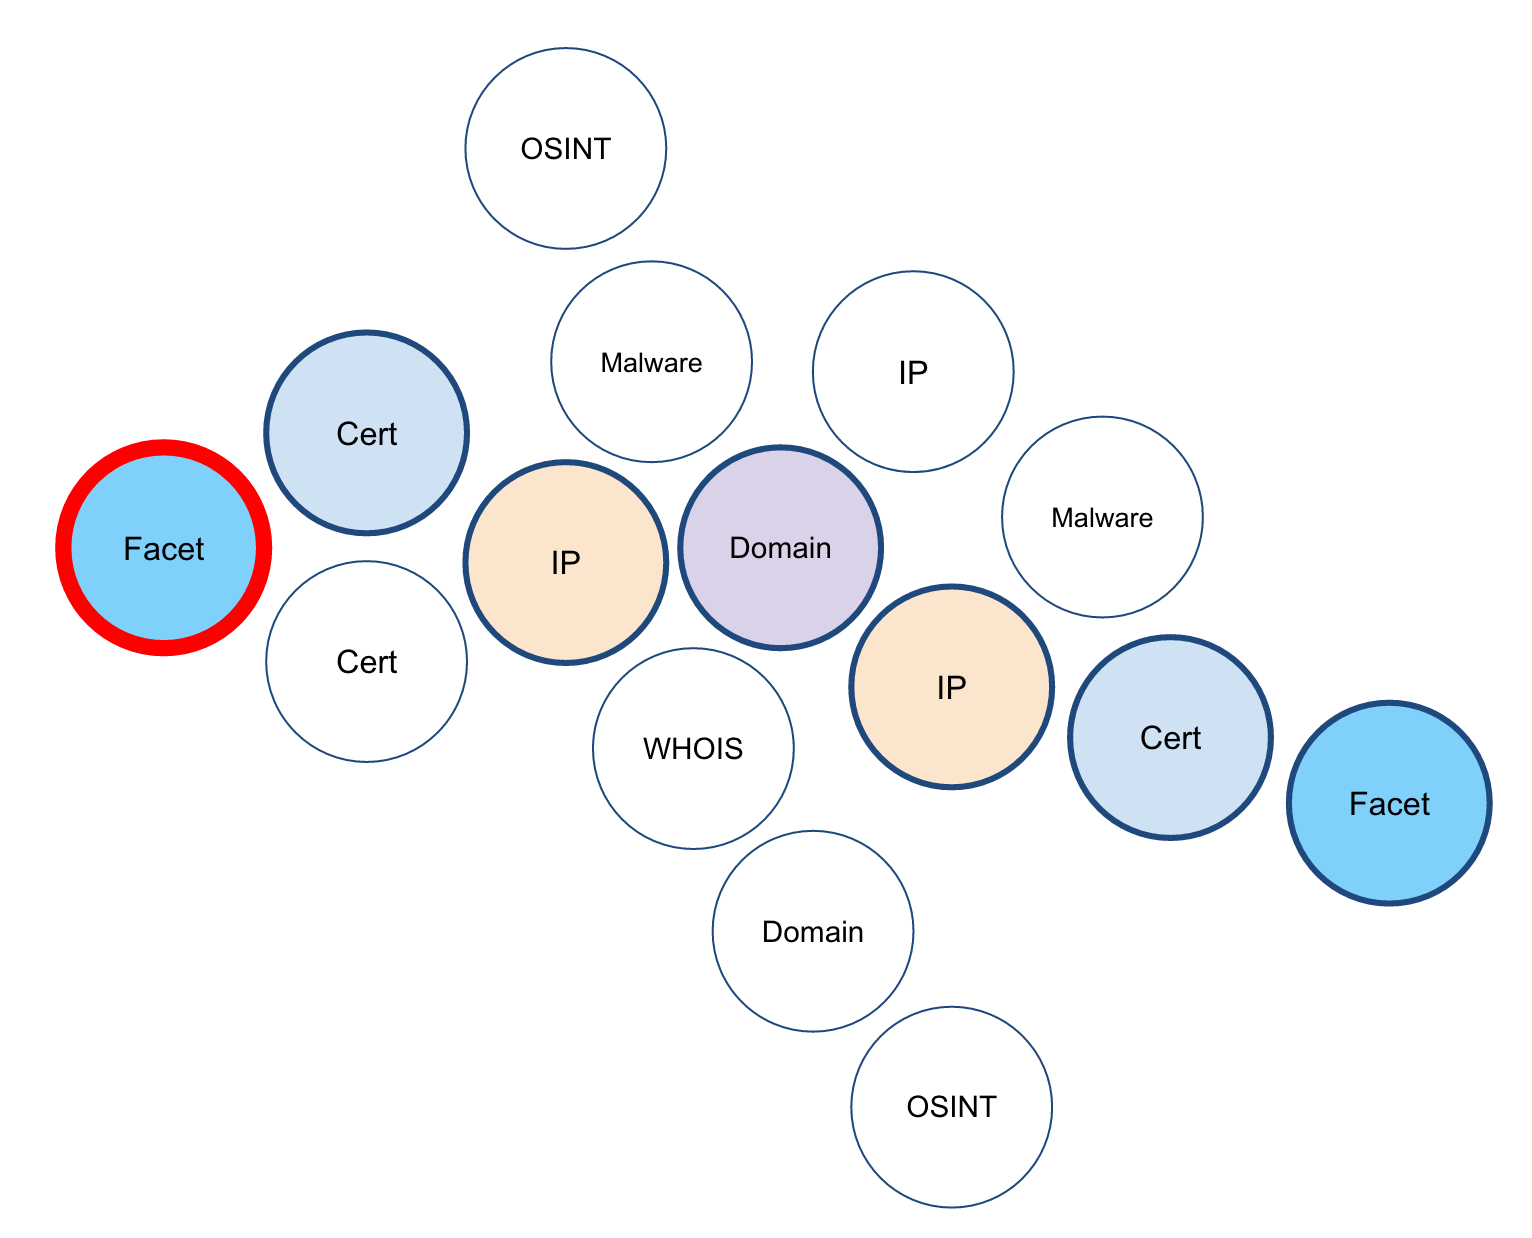 OSINT
Malware
IP
Cert
Malware
Facet
IP
Domain
Cert
IP
WHOIS
Cert
Facet
Domain
OSINT